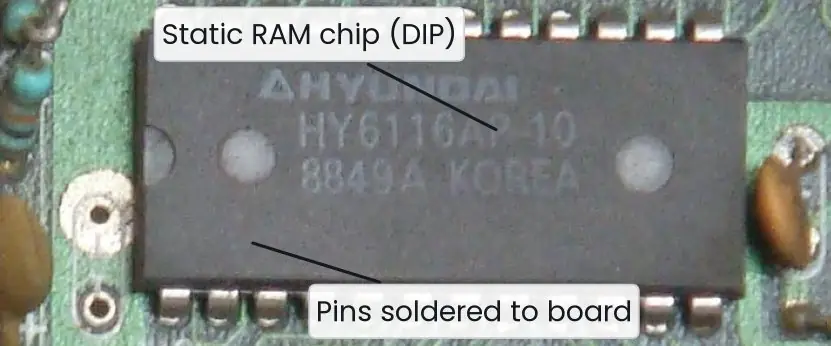 Static RAM chip (DIP)
HYUNDAI
HY6116AP-10
8849A KOREA
Pins soldered to board